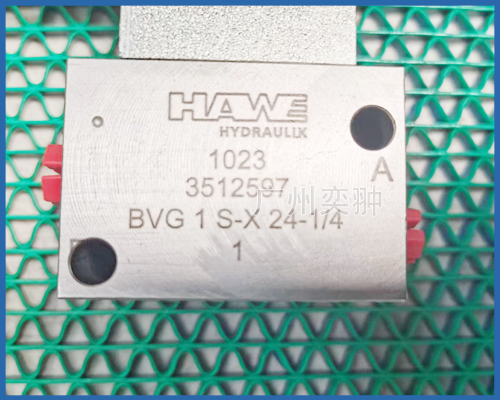 HAWE
HYDRAULIK
1023
A
3512597
广州奕翀
BVG 1 S-X 24-1/4
1